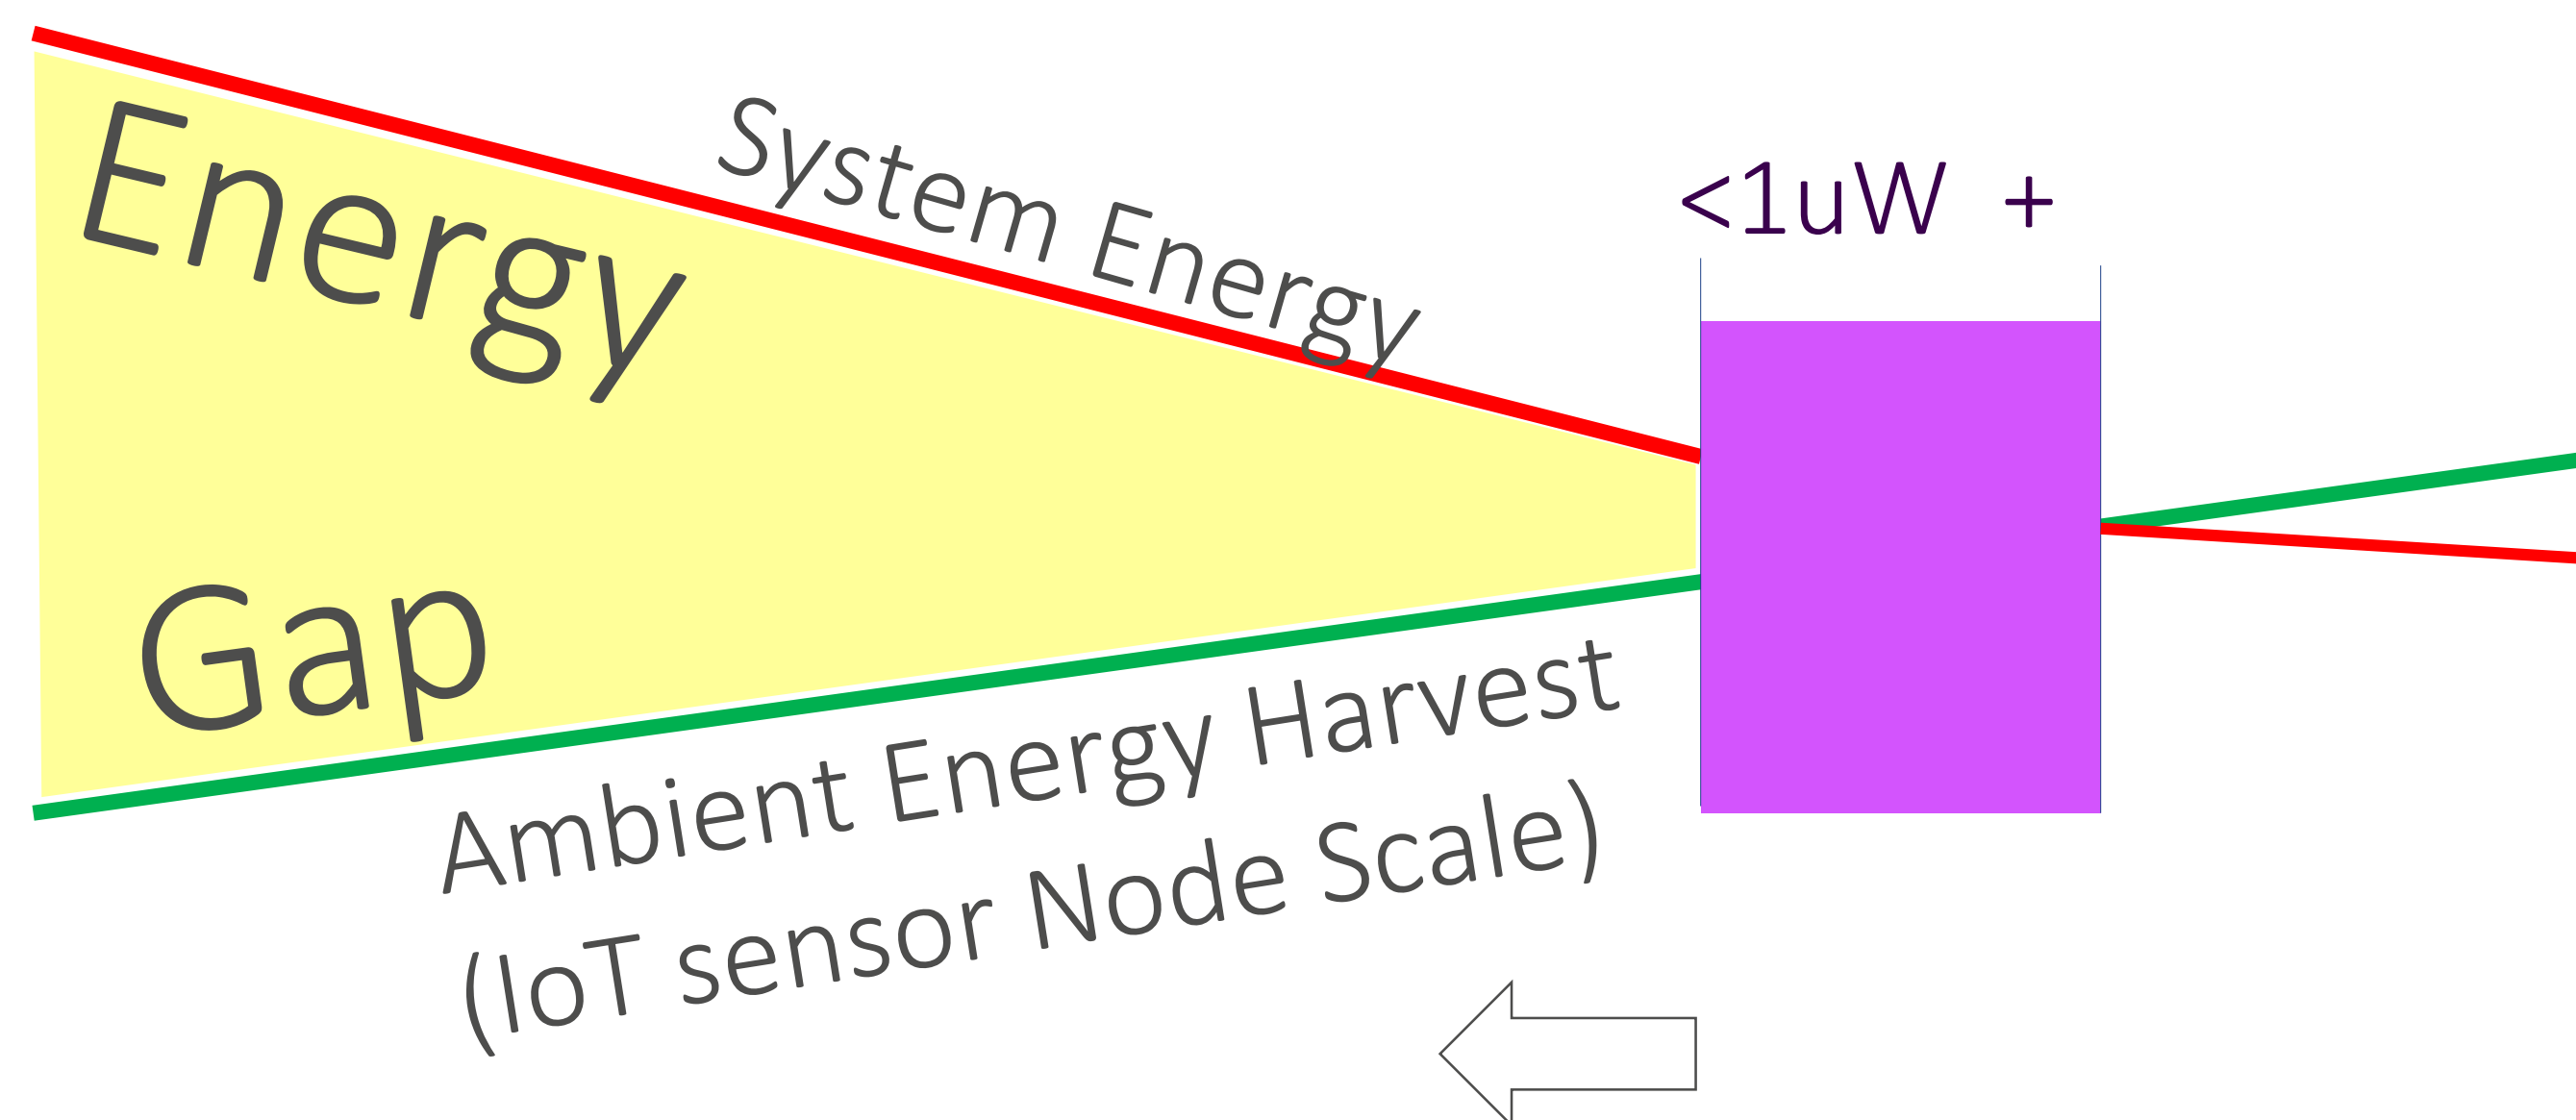 Energy
System Energy
<1uW +
Gap
Ambient Energy Harvest
(IoT sensor Node Scale)